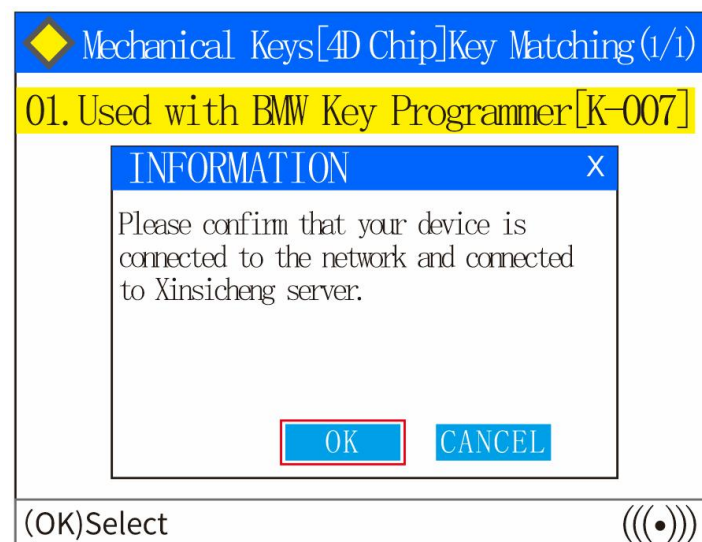 Mechanical Keys[4D Chip]Key Matching(1/1)
01.Used with BMW Key Programmer[K-007]
INFORMATION X
Please confirm that your device is
connected to the network and connected
to Xinsicheng server.
OK CANCEL
(OK)Select